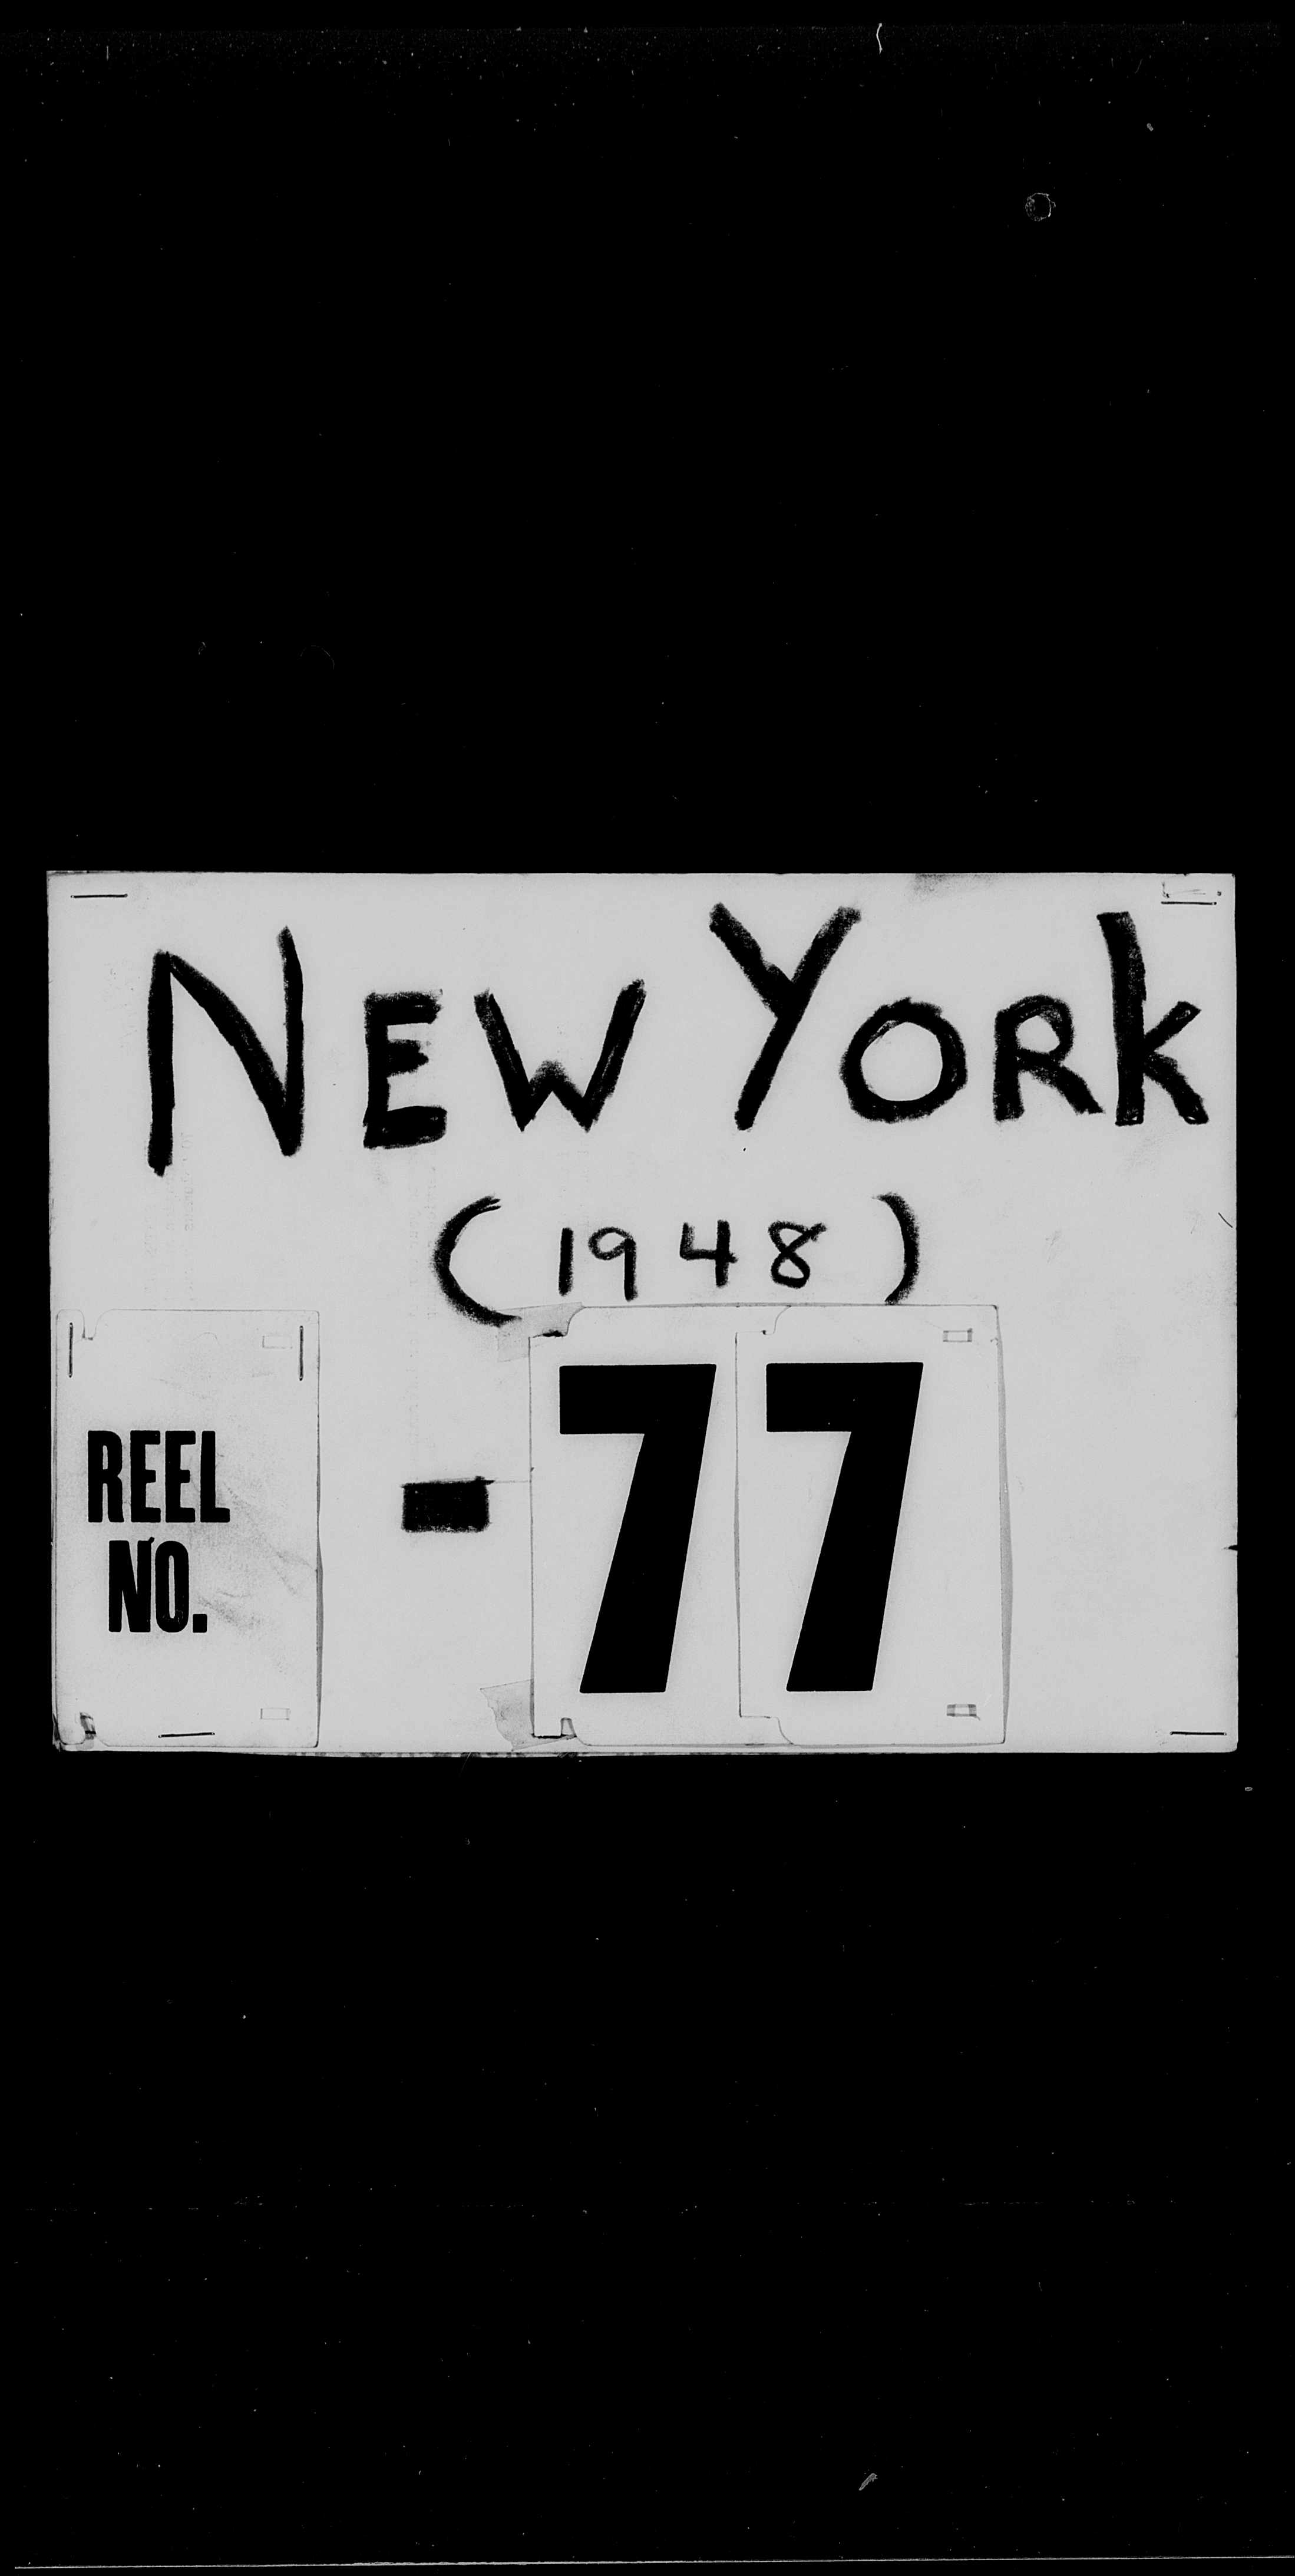 NEW YORK
(1948)
REEL
NO.
- 77